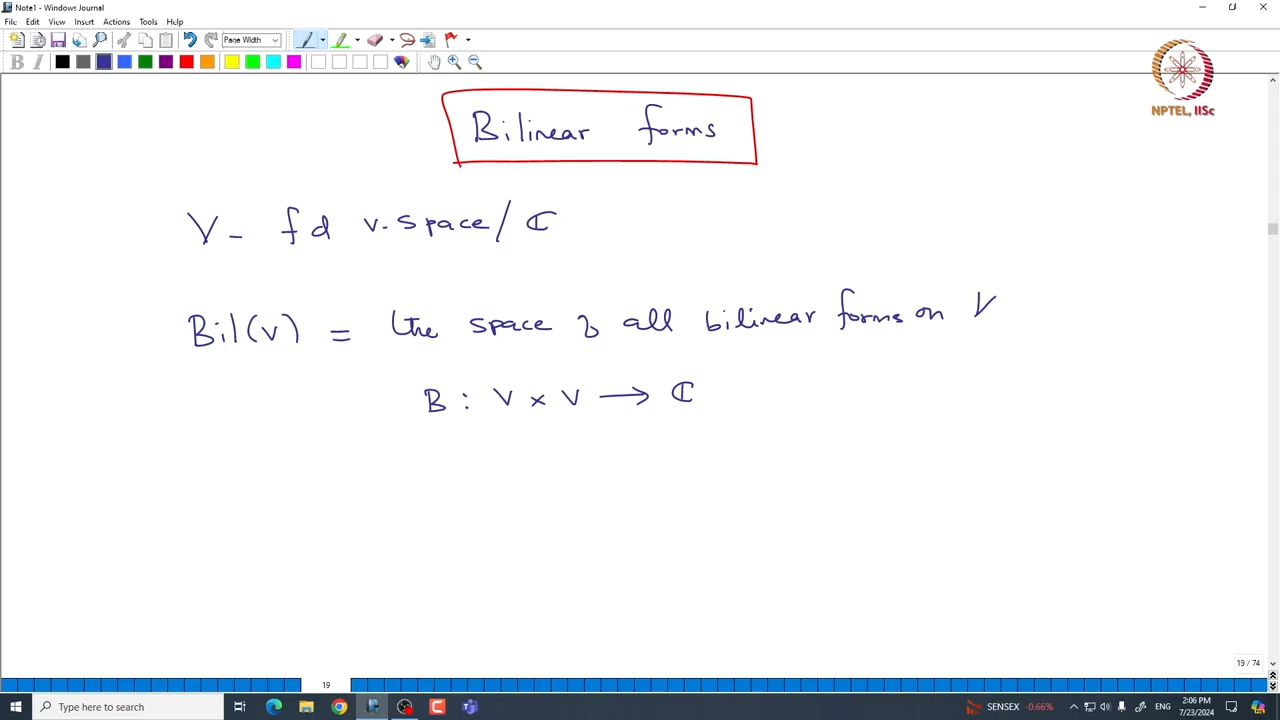 Note1 - Windows Journal
File Edit View Insert Actions Tools Help
Page Width
B I
NPTEL, IISc
Bilinear forms
V - fd v.space/ℂ
Bil(V) = the space of all bilinear forms on V
B : V × V → ℂ
19 / 74
19
Type here to search
SENSEX -0.66%
ENG
2:06 PM
7/23/2024